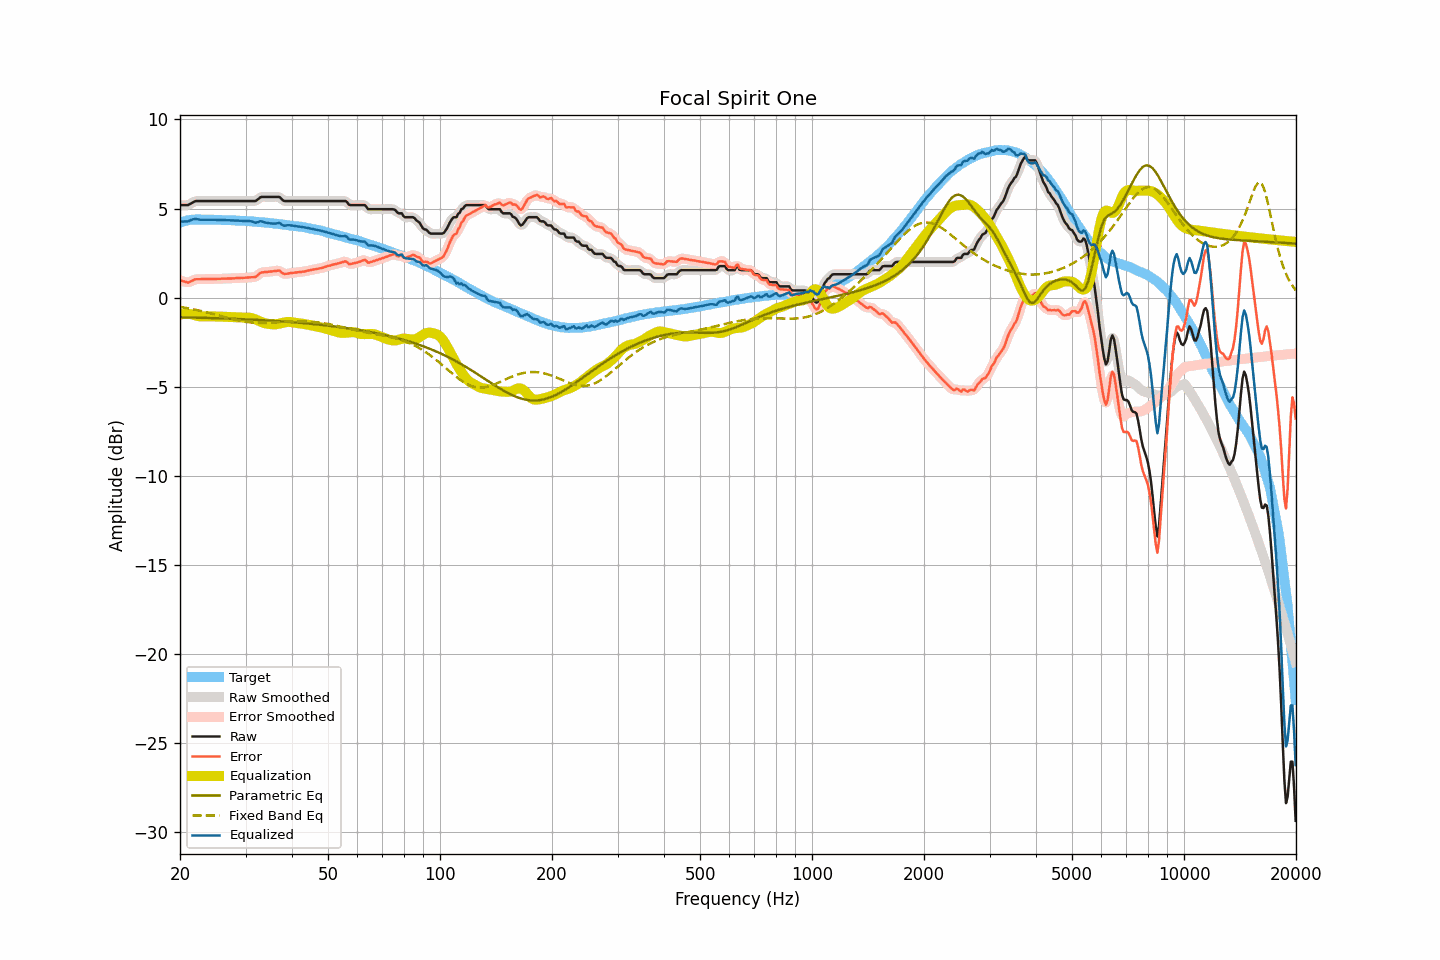 Focal Spirit One
10
5
0
−5
−10
−15
−20
−25
−30
Amplitude (dBr)
Target
Raw Smoothed
Error Smoothed
Raw
Error
Equalization
Parametric Eq
Fixed Band Eq
Equalized
20 50 100 200 500 1000 2000 5000 10000 20000
Frequency (Hz)